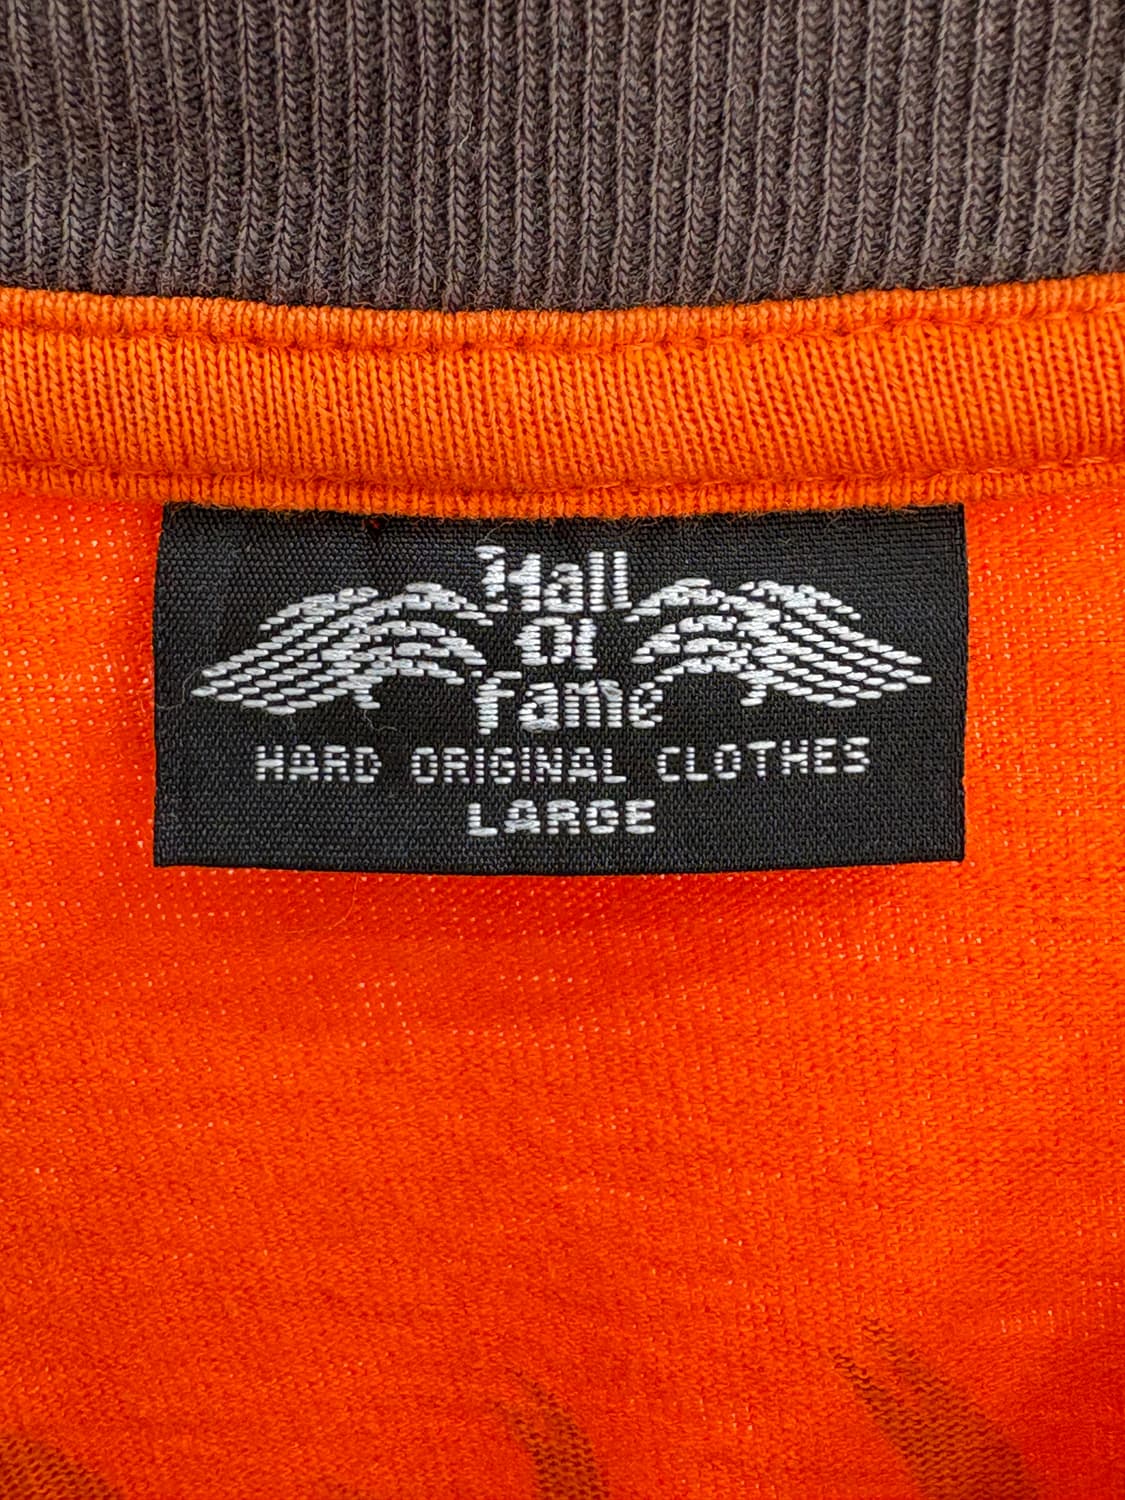 Hall
Of
Fame
HARD ORIGINAL CLOTHES
LARGE